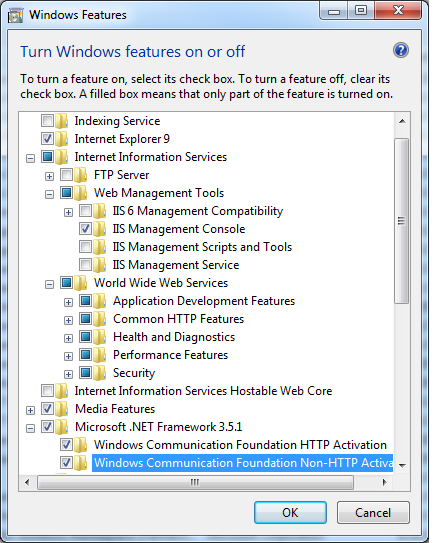 Windows Features
Turn Windows features on or off
To turn a feature on, select its check box. To turn a feature off, clear its
check box. A filled box means that only part of the feature is turned on.
Indexing Service
Internet Explorer 9
Internet Information Services
FTP Server
Web Management Tools
IIS 6 Management Compatibility
IIS Management Console
IIS Management Scripts and Tools
IIS Management Service
World Wide Web Services
Application Development Features
Common HTTP Features
Health and Diagnostics
Performance Features
Security
Internet Information Services Hostable Web Core
Media Features
Microsoft .NET Framework 3.5.1
Windows Communication Foundation HTTP Activation
Windows Communication Foundation Non-HTTP Activa
OK Cancel